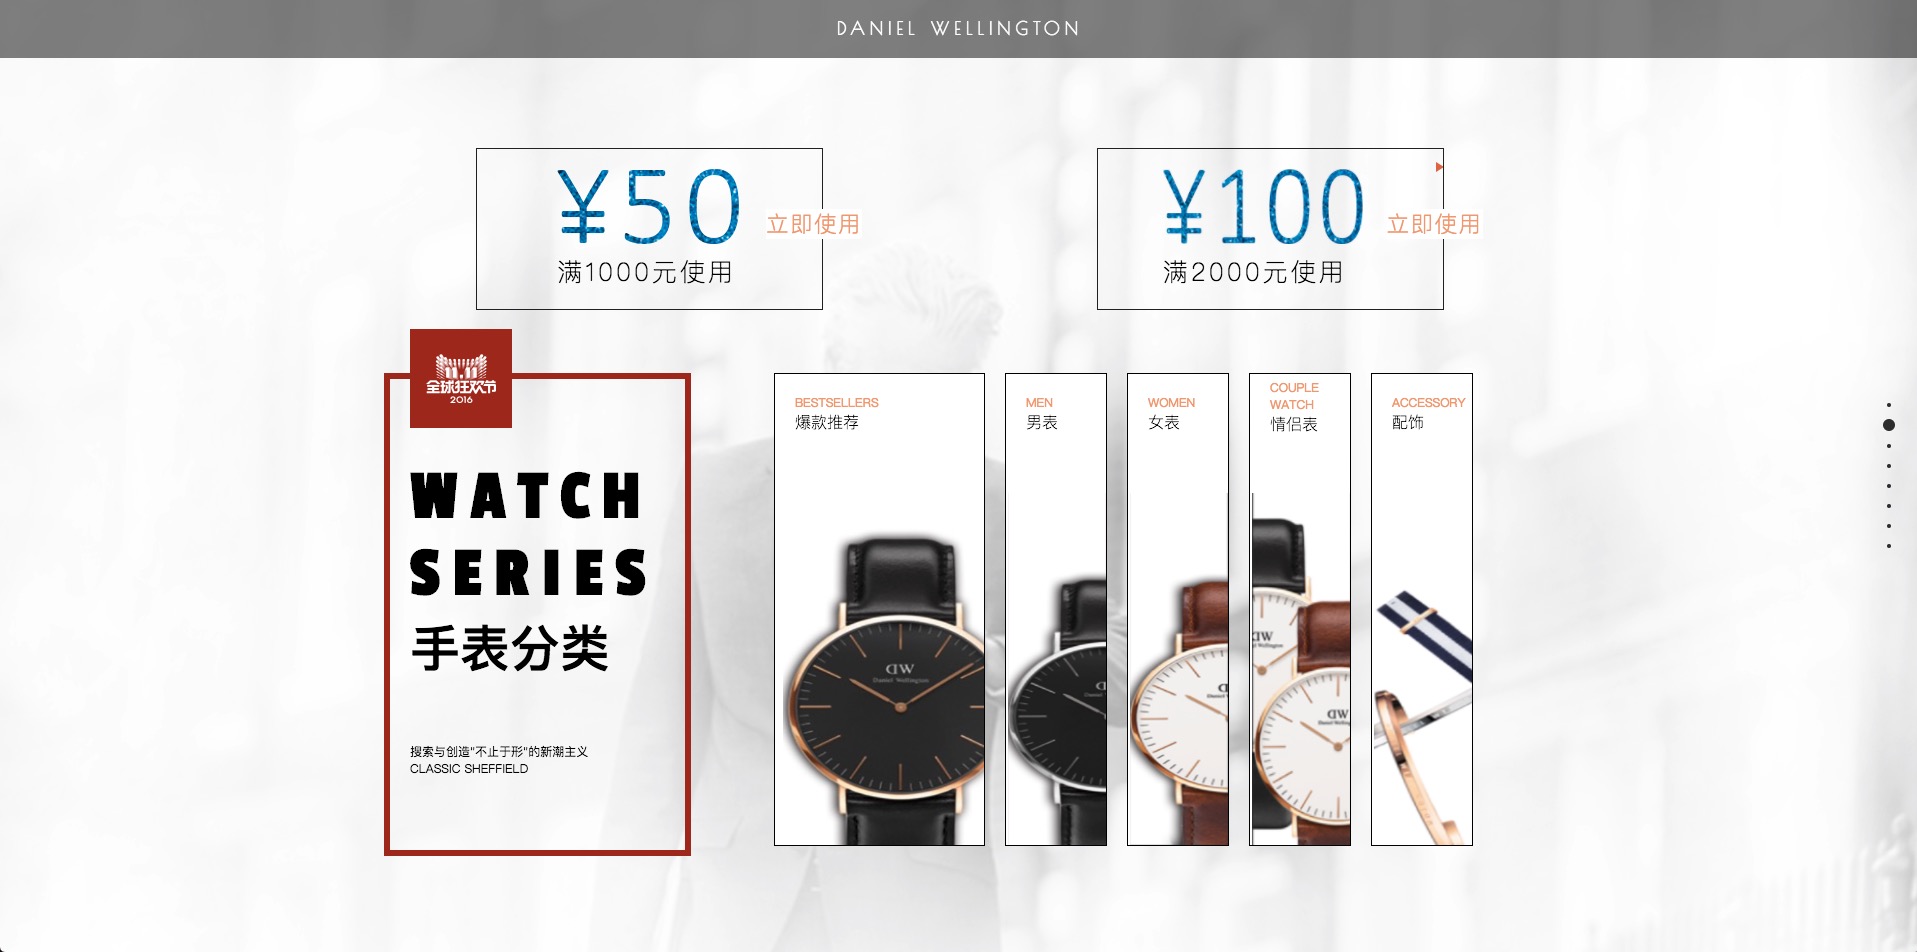 DANIEL WELLINGTON
¥50
立即使用
满1000元使用
¥100
立即使用
满2000元使用
11.11
全球狂欢节
2016
WATCH
SERIES
手表分类
搜索与创造"不止于形"的新潮主义
CLASSIC SHEFFIELD
BESTSELLERS
爆款推荐
DW
Daniel Wellington
MEN
男表
WOMEN
女表
COUPLE
WATCH
情侣表
DW
DW
Daniel Welling
ACCESSORY
配饰